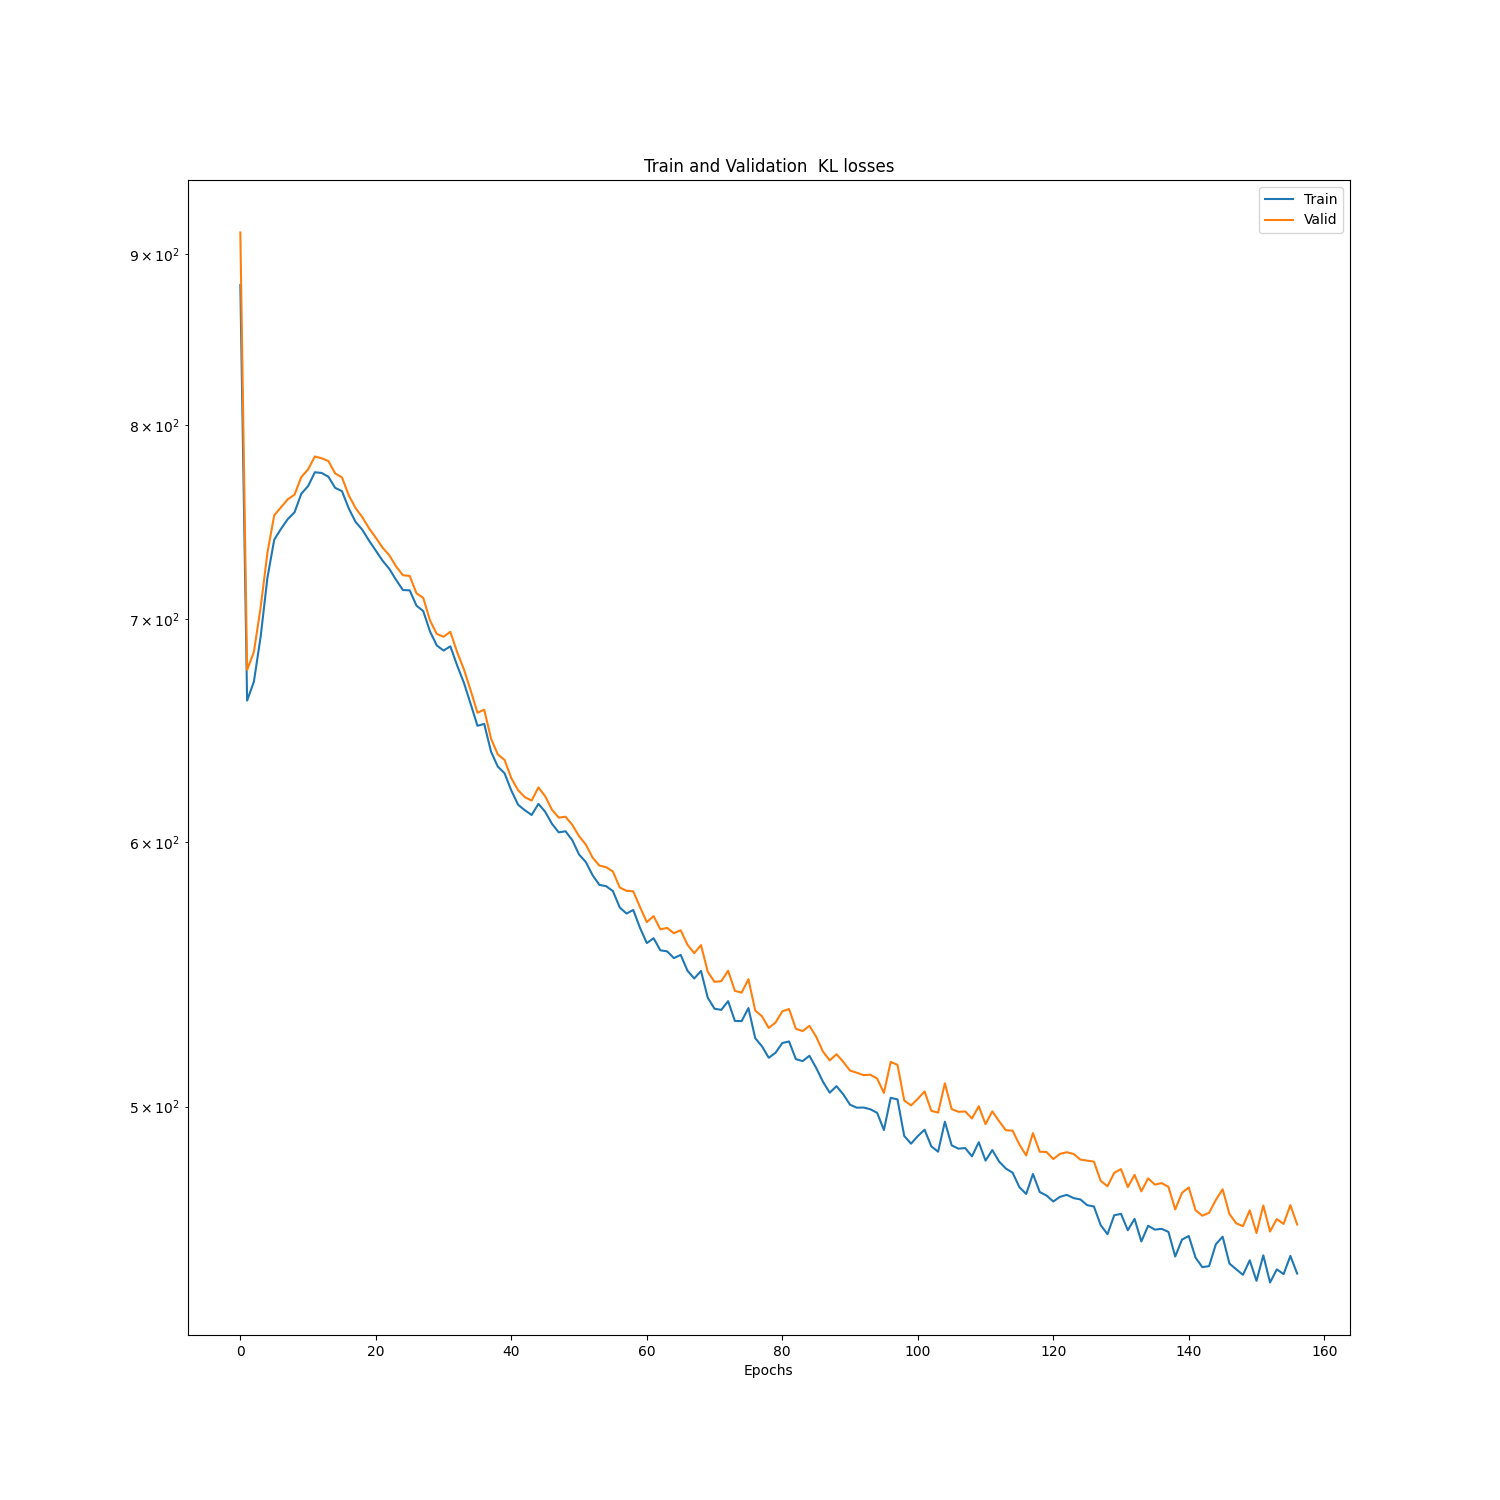 Train and Validation  KL losses
Train
Valid
9 × 10²
8 × 10²
7 × 10²
6 × 10²
5 × 10²
0 20 40 60 80 100 120 140 160
Epochs